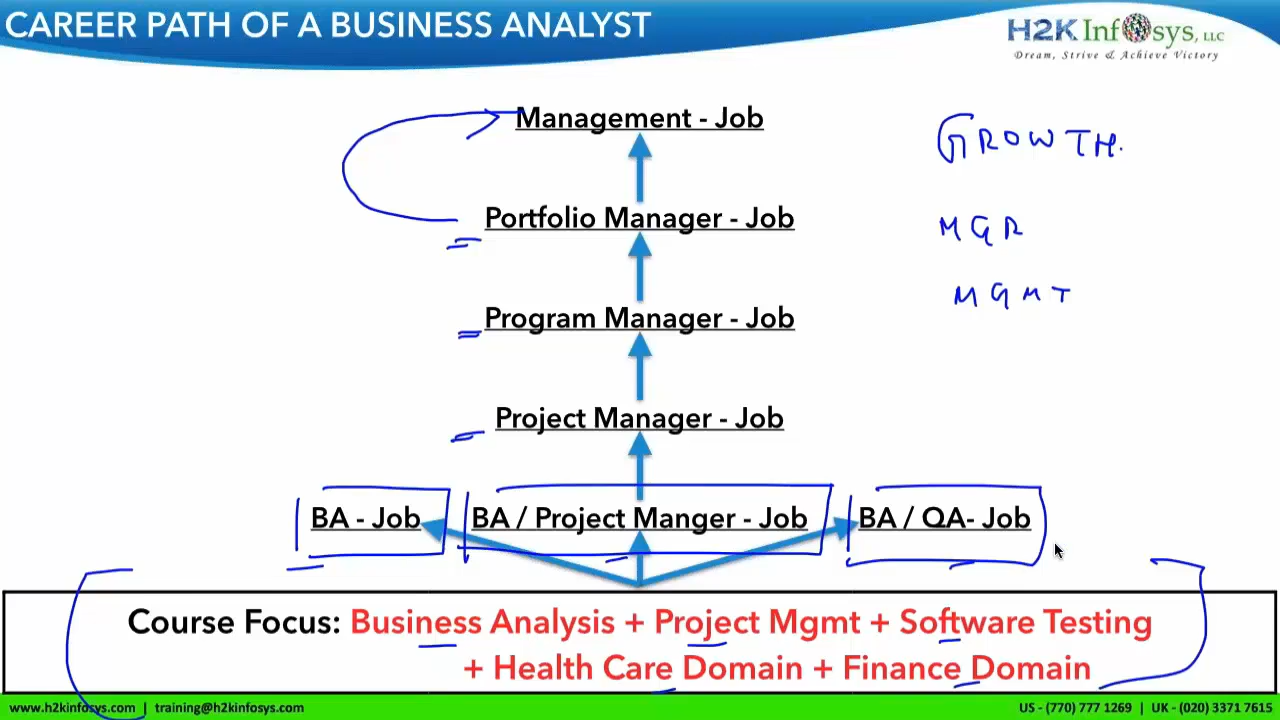 CAREER PATH OF A BUSINESS ANALYST
H2K Infosys, LLC
Dream, Strive & Achieve Victory
Management - Job
GROWTH.
Portfolio Manager - Job
MGR
MGMT
Program Manager - Job
Project Manager - Job
BA - Job
BA / Project Manger - Job
BA / QA- Job
Course Focus: Business Analysis + Project Mgmt + Software Testing
+ Health Care Domain + Finance Domain
www.h2kinfosys.com | training@h2kinfosys.com
US - (770) 777 1269 | UK - (020) 3371 7615